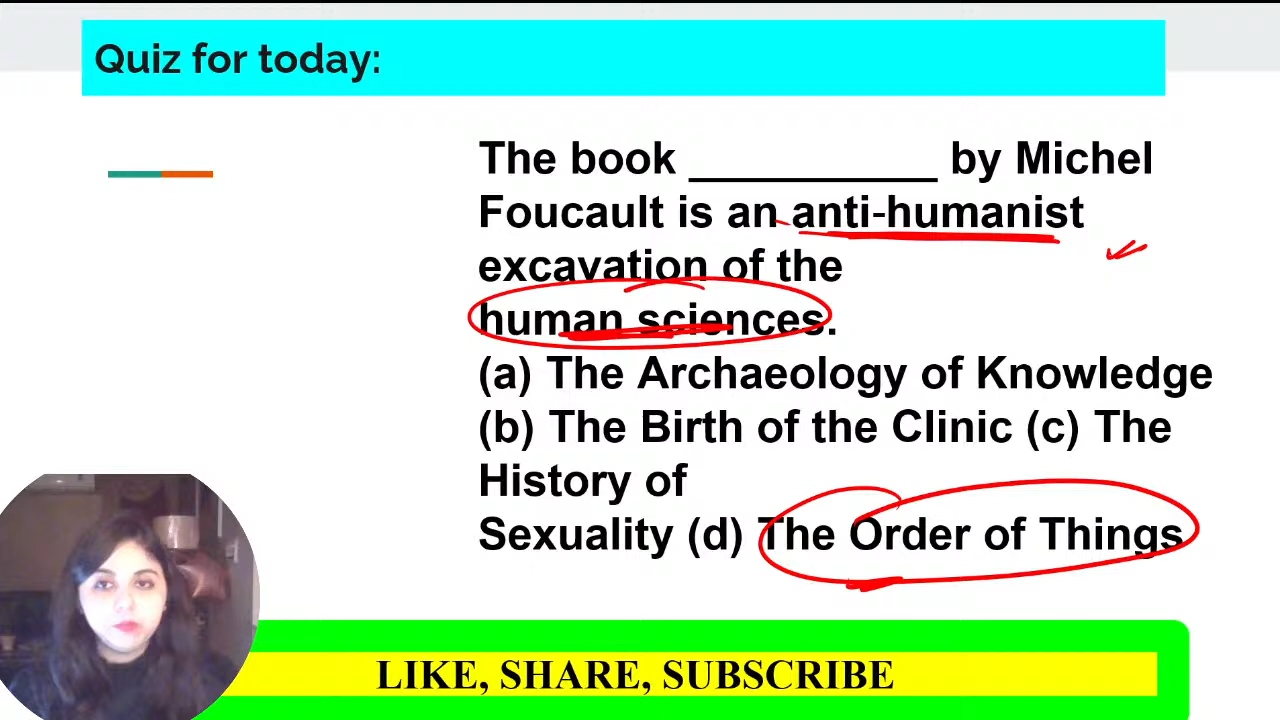 Quiz for today:
The book __________ by Michel
Foucault is an anti-humanist
excavation of the
human sciences.
(a) The Archaeology of Knowledge
(b) The Birth of the Clinic (c) The
History of
Sexuality (d) The Order of Things
LIKE, SHARE, SUBSCRIBE